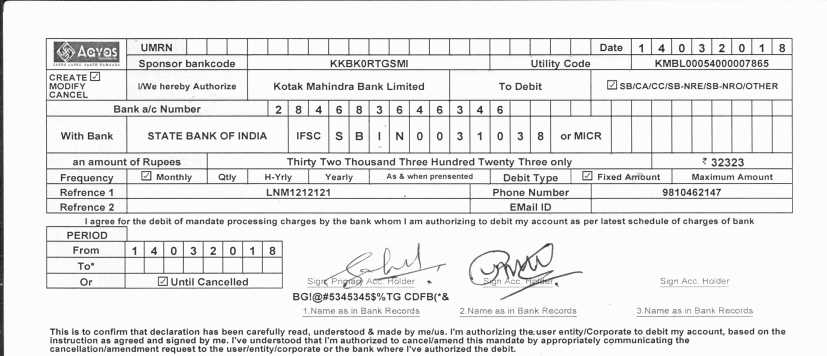 Aavas UMRN Date 1 4 0 3 2 0 1 8
Sponsor bankcode KKBK0RTGSMI Utility Code KMBL00054000007865
CREATE ☑
MODIFY
CANCEL
I/We hereby Authorize Kotak Mahindra Bank Limited To Debit ☑ SB/CA/CC/SB-NRE/SB-NRO/OTHER
Bank a/c Number 2 8 4 6 8 3 6 4 6 3 4 6
With Bank STATE BANK OF INDIA IFSC S B I N 0 0 3 1 0 3 8 or MICR
an amount of Rupees Thirty Two Thousand Three Hundred Twenty Three only ₹ 32323
Frequency ☑ Monthly Qtly H-Yrly Yearly As & when prensented Debit Type ☑ Fixed Amount Maximum Amount
Refrence 1 LNM1212121 Phone Number 9810462147
Refrence 2 EMail ID
I agree for the debit of mandate processing charges by the bank whom I am authorizing to debit my account as per latest schedule of charges of bank
PERIOD
From 1 4 0 3 2 0 1 8
To*
Or ☑ Until Cancelled
Sign Primary Acc. Holder Sign Acc. Holder Sign Acc. Holder
BG!@#5345345$%TG CDFB(*&
1.Name as in Bank Records 2.Name as in Bank Records 3.Name as in Bank Records
This is to confirm that declaration has been carefully read, understood & made by me/us. I'm authorizing the user entity/Corporate to debit my account, based on the
instruction as agreed and signed by me. I've understood that I'm authorized to cancel/amend this mandate by appropriately communicating the
cancellation/amendment request to the user/entity/corporate or the bank where I've authorized the debit.